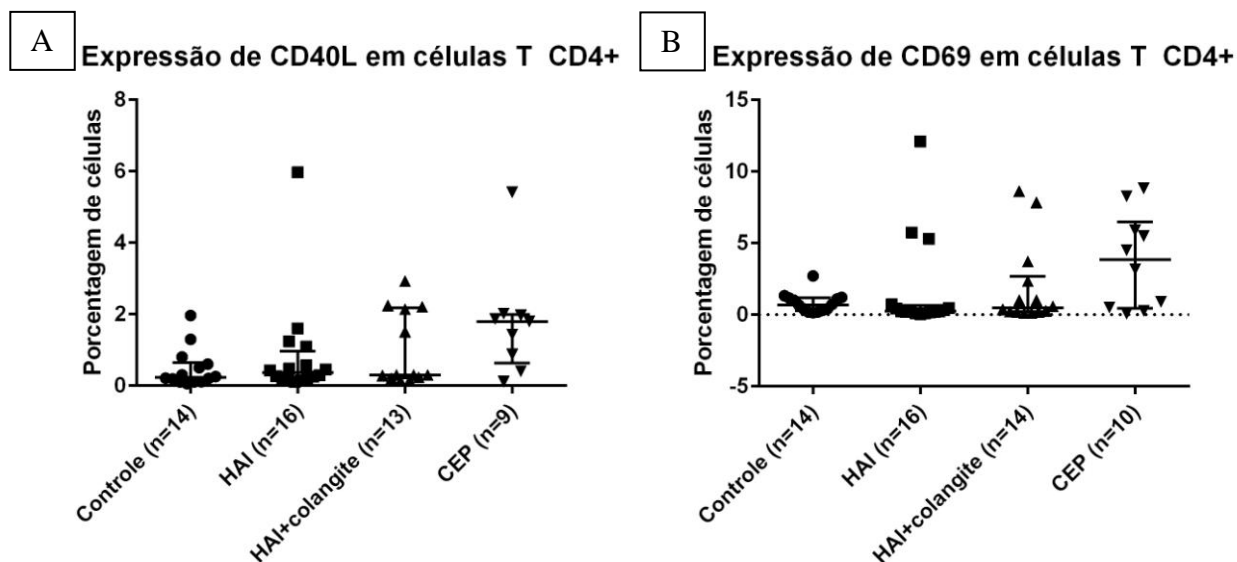 A
Expressão de CD40L em células T CD4+
Porcentagem de células
8
6
4
2
0
Controle (n=14)
HAI (n=16)
HAI+colangite (n=13)
CEP (n=9)
B
Expressão de CD69 em células T CD4+
Porcentagem de células
15
10
5
0
-5
Controle (n=14)
HAI (n=16)
HAI+colangite (n=14)
CEP (n=10)